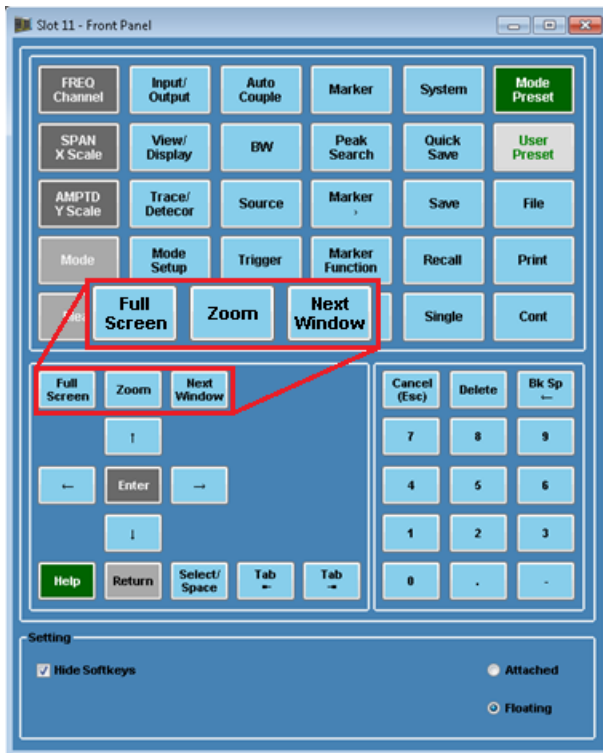 Slot 11 - Front Panel
FREQ
Channel
Input/
Output
Auto
Couple
Marker
System
Mode
Preset
SPAN
X Scale
View/
Display
BW
Peak
Search
Quick
Save
User
Preset
AMPTD
Y Scale
Trace/
Detecor
Source
Marker
›
Save
File
Mode
Mode
Setup
Trigger
Marker
Function
Recall
Print
Full
Screen
Zoom
Next
Window
Single
Cont
Full
Screen
Zoom
Next
Window
↑
← Enter →
↓
Help
Return
Select/
Space
Tab
←
Tab
→
Cancel
(Esc)
Delete
Bk Sp
←
7 8 9
4 5 6
1 2 3
0 . -
Setting
Hide Softkeys
Attached
Floating